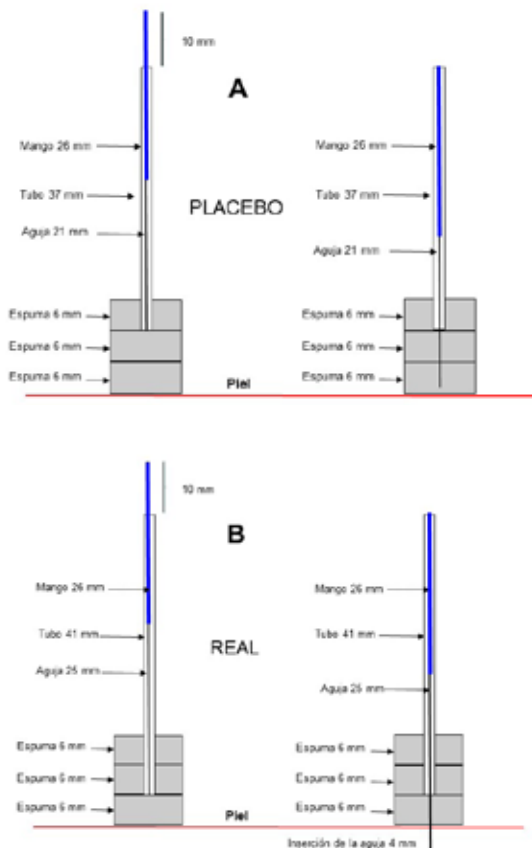 10 mm
A
Mango 26 mm
Mango 26 mm
Tubo 37 mm
Tubo 37 mm
PLACEBO
Aguja 21 mm
Aguja 21 mm
Espuma 6 mm
Espuma 6 mm
Espuma 6 mm
Espuma 6 mm
Espuma 6 mm
Espuma 6 mm
Piel
10 mm
B
Mango 26 mm
Mango 26 mm
Tubo 41 mm
Tubo 41 mm
REAL
Aguja 25 mm
Aguja 25 mm
Espuma 6 mm
Espuma 6 mm
Espuma 6 mm
Espuma 6 mm
Espuma 6 mm
Espuma 6 mm
Piel
Inserción de la aguja 4 mm